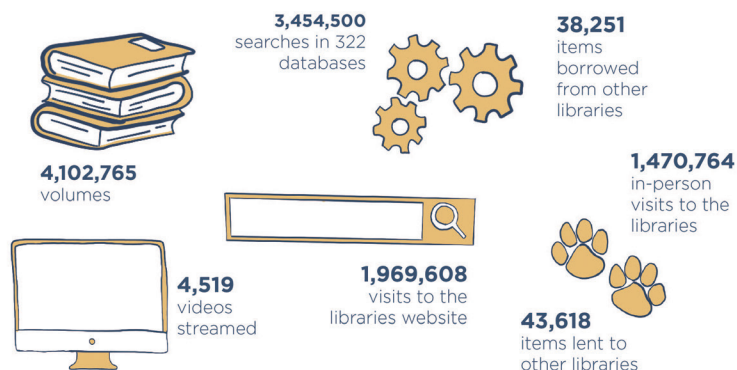 3,454,500
searches in 322
databases
38,251
items
borrowed
from other
libraries
4,102,765
volumes
1,470,764
in-person
visits to the
libraries
4,519
videos
streamed
1,969,608
visits to the
libraries website
43,618
items lent to
other libraries